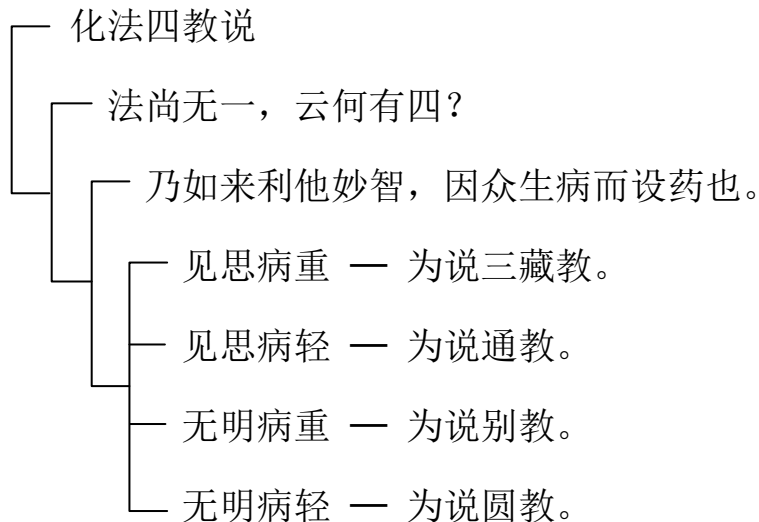 化法四教说
法尚无一，云何有四？
乃如来利他妙智，因众生病而设药也。
见思病重 — 为说三藏教。
见思病轻 — 为说通教。
无明病重 — 为说别教。
无明病轻 — 为说圆教。